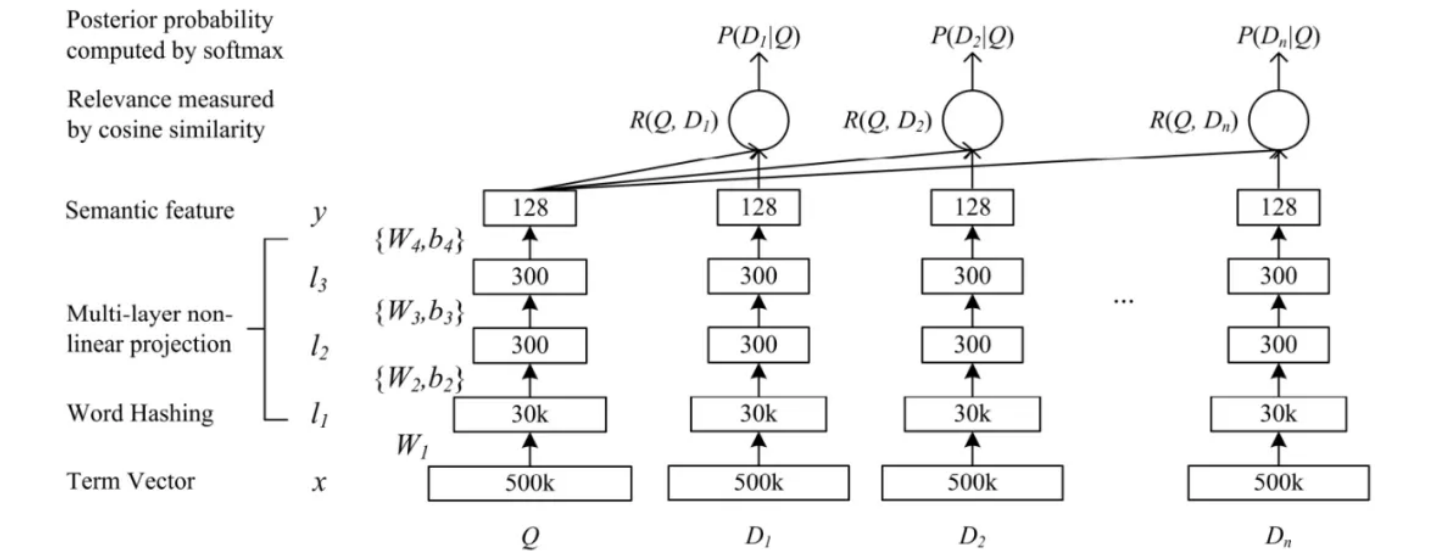 Posterior probability
computed by softmax
P(D₁|Q) P(D₂|Q) P(Dₙ|Q)
Relevance measured
by cosine similarity
R(Q, D₁) R(Q, D₂) R(Q, Dₙ)
Semantic feature y 128 128 128 128
{W₄,b₄}
l₃ 300 300 300 300
{W₃,b₃}
...
Multi-layer non-
linear projection
l₂ 300 300 300 300
{W₂,b₂}
Word Hashing l₁ 30k 30k 30k 30k
W₁
Term Vector x 500k 500k 500k 500k
Q D₁ D₂ Dₙ